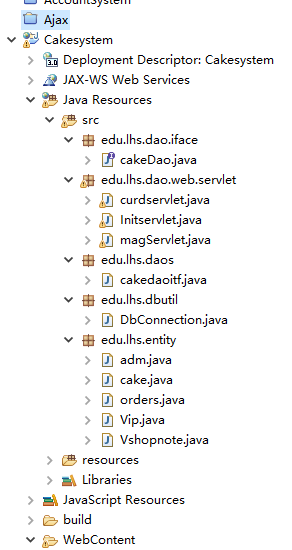 AccountSystem
Ajax
Cakesystem
3.0 Deployment Descriptor: Cakesystem
JAX-WS Web Services
Java Resources
src
edu.lhs.dao.iface
cakeDao.java
edu.lhs.dao.web.servlet
curdservlet.java
Initservlet.java
magServlet.java
edu.lhs.daos
cakedaoitf.java
edu.lhs.dbutil
DbConnection.java
edu.lhs.entity
adm.java
cake.java
orders.java
Vip.java
Vshopnote.java
resources
Libraries
JavaScript Resources
build
WebContent